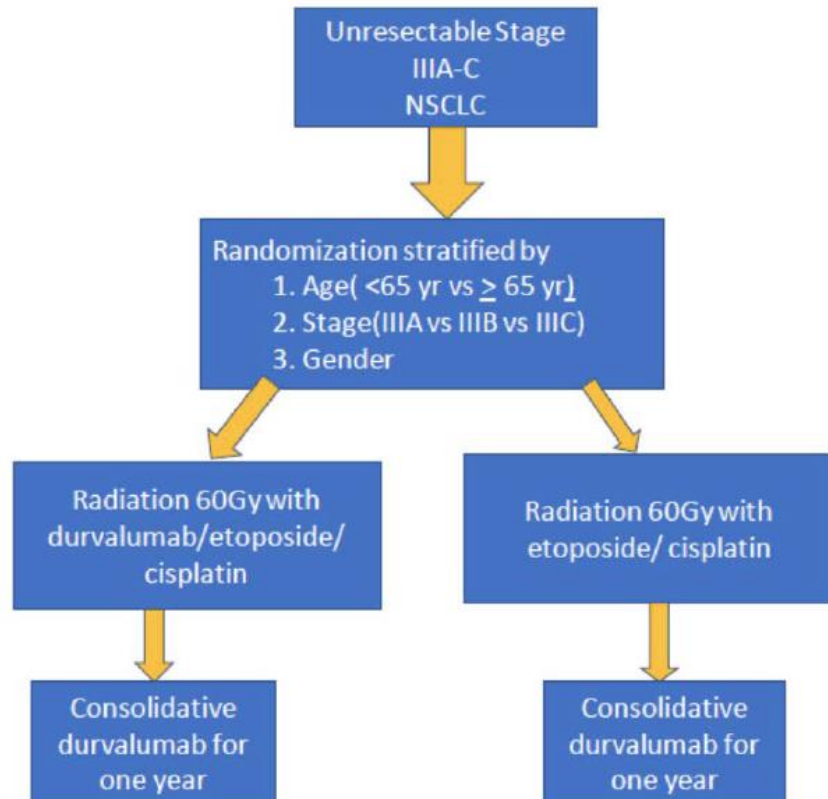 Unresectable Stage
IIIA-C
NSCLC
Randomization stratified by
1. Age( <65 yr vs ≥ 65 yr)
2. Stage(IIIA vs IIIB vs IIIC)
3. Gender
Radiation 60Gy with
durvalumab/etoposide/
cisplatin
Radiation 60Gy with
etoposide/ cisplatin
Consolidative
durvalumab for
one year
Consolidative
durvalumab for
one year